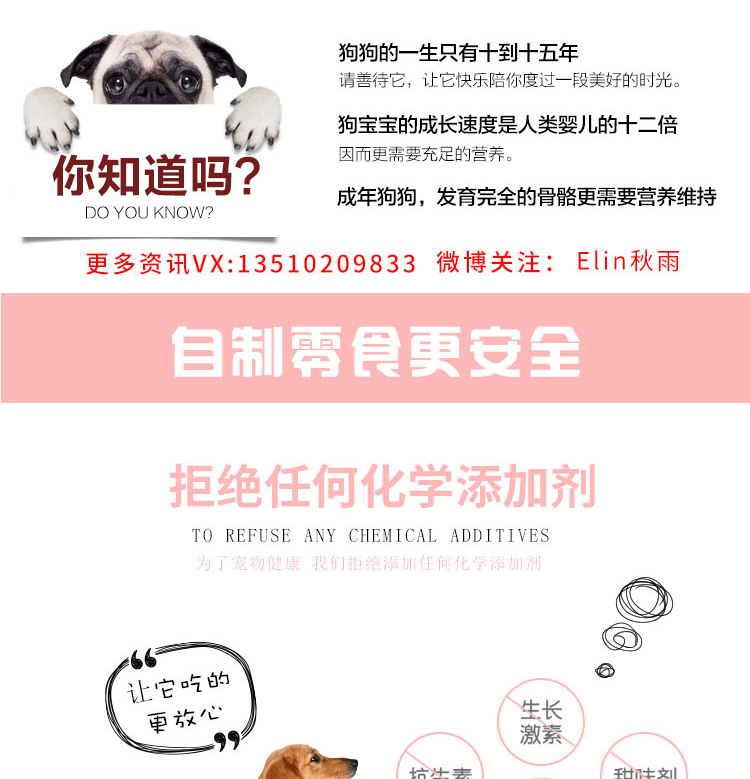 狗狗的一生只有十到十五年
请善待它，让它快乐陪你度过一段美好的时光。
狗宝宝的成长速度是人类婴儿的十二倍
因而更需要充足的营养。
成年狗狗，发育完全的骨骼更需要营养维持
你知道吗?
DO YOU KNOW?
更多资讯VX:13510209833 微博关注： Elin秋雨
自制零食更安全
拒绝任何化学添加剂
TO REFUSE ANY CHEMICAL ADDITIVES
为了宠物健康 我们拒绝添加任何化学添加剂
“让它吃的
更放心”
生长
激素
抗生素
甜味剂